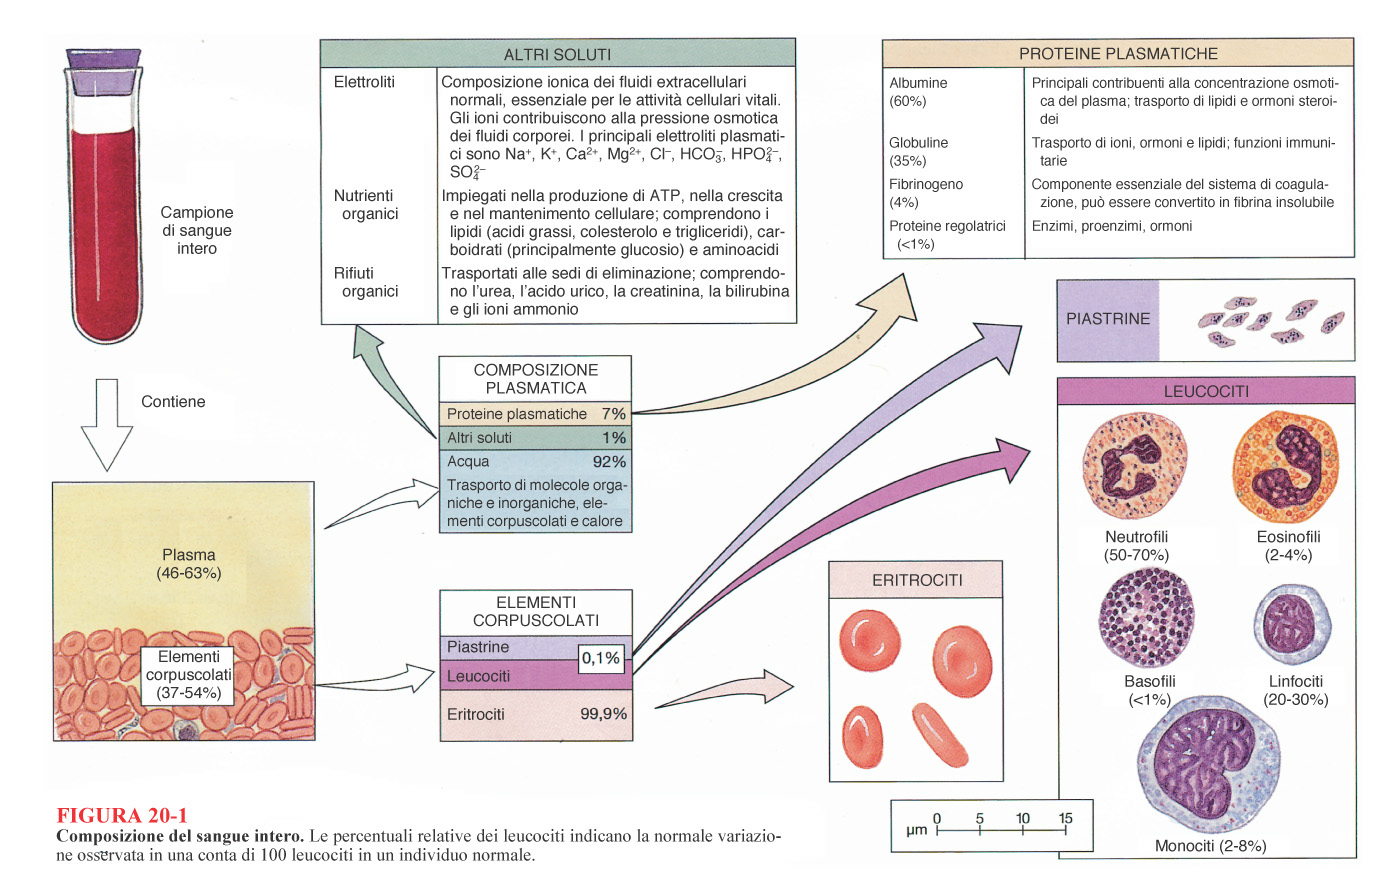 Campione
di sangue
intero
Contiene
Plasma
(46-63%)
Elementi
corpuscolati
(37-54%)
ALTRI SOLUTI
Elettroliti
Composizione ionica dei fluidi extracellulari
normali, essenziale per le attività cellulari vitali.
Gli ioni contribuiscono alla pressione osmotica
dei fluidi corporei. I principali elettroliti plasmati-
ci sono Na⁺, K⁺, Ca²⁺, Mg²⁺, Cl⁻, HCO₃⁻, HPO₄²⁻,
SO₄²⁻
Nutrienti
organici
Impiegati nella produzione di ATP, nella crescita
e nel mantenimento cellulare; comprendono i
lipidi (acidi grassi, colesterolo e trigliceridi), car-
boidrati (principalmente glucosio) e aminoacidi
Rifiuti
organici
Trasportati alle sedi di eliminazione; comprendo-
no l'urea, l'acido urico, la creatinina, la bilirubina
e gli ioni ammonio
COMPOSIZIONE
PLASMATICA
Proteine plasmatiche 7%
Altri soluti 1%
Acqua 92%
Trasporto di molecole orga-
niche e inorganiche, ele-
menti corpuscolati e calore
ELEMENTI
CORPUSCOLATI
Piastrine
0,1%
Leucociti
Eritrociti 99,9%
PROTEINE PLASMATICHE
Albumine
(60%)
Principali contribuenti alla concentrazione osmoti-
ca del plasma; trasporto di lipidi e ormoni steroi-
dei
Globuline
(35%)
Trasporto di ioni, ormoni e lipidi; funzioni immuni-
tarie
Fibrinogeno
(4%)
Componente essenziale del sistema di coagula-
zione, può essere convertito in fibrina insolubile
Proteine regolatrici
(<1%)
Enzimi, proenzimi, ormoni
PIASTRINE
LEUCOCITI
Neutrofili
(50-70%)
Eosinofili
(2-4%)
Basofili
(<1%)
Linfociti
(20-30%)
Monociti (2-8%)
ERITROCITI
µm 0 5 10 15
FIGURA 20-1
Composizione del sangue intero. Le percentuali relative dei leucociti indicano la normale variazio-
ne osservata in una conta di 100 leucociti in un individuo normale.